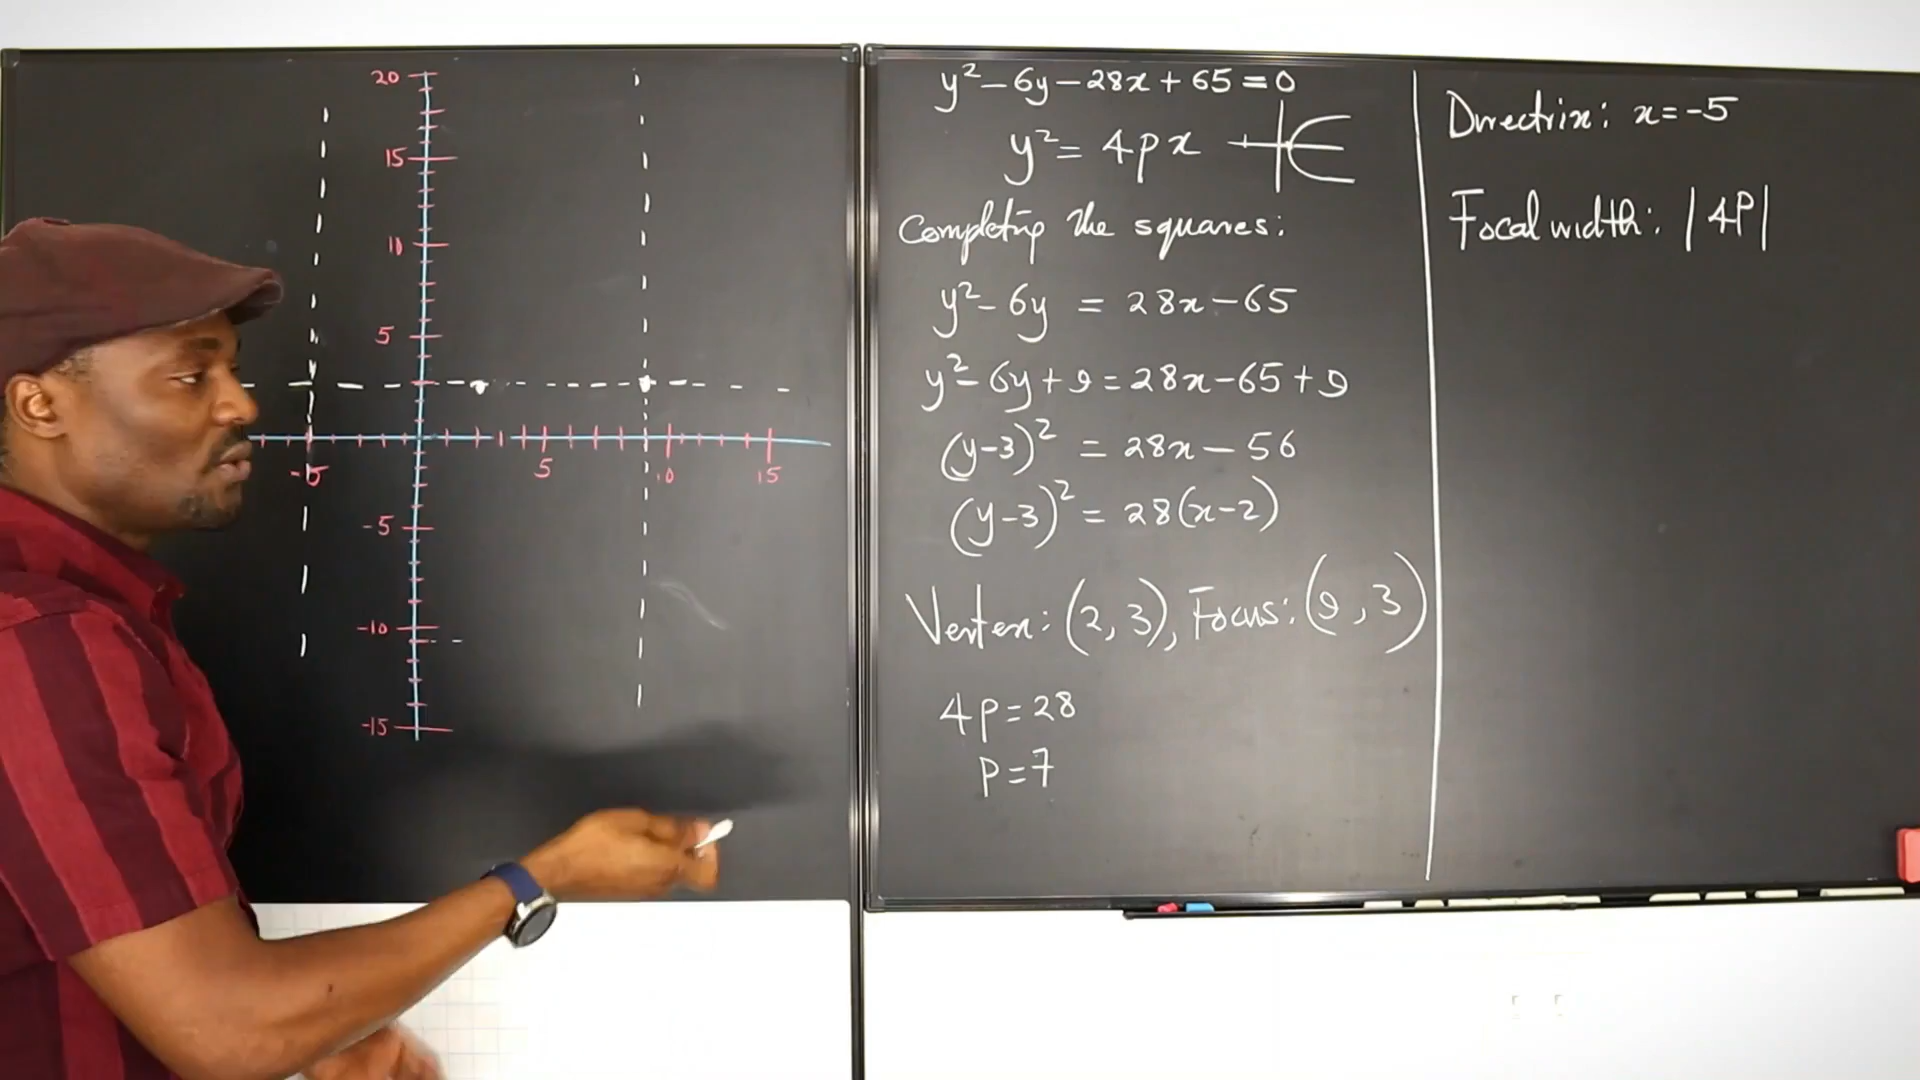 20
15
10
5
-5
5
10
15
-5
-10
-15
y² - 6y - 28x + 65 = 0
y² = 4px
Completing the squares:
y² - 6y = 28x - 65
y² - 6y + 9 = 28x - 65 + 9
(y-3)² = 28x - 56
(y-3)² = 28(x-2)
Vertex: (2, 3), Focus: (9, 3)
4p = 28
p = 7
Directrix: x = -5
Focal width: |4P|